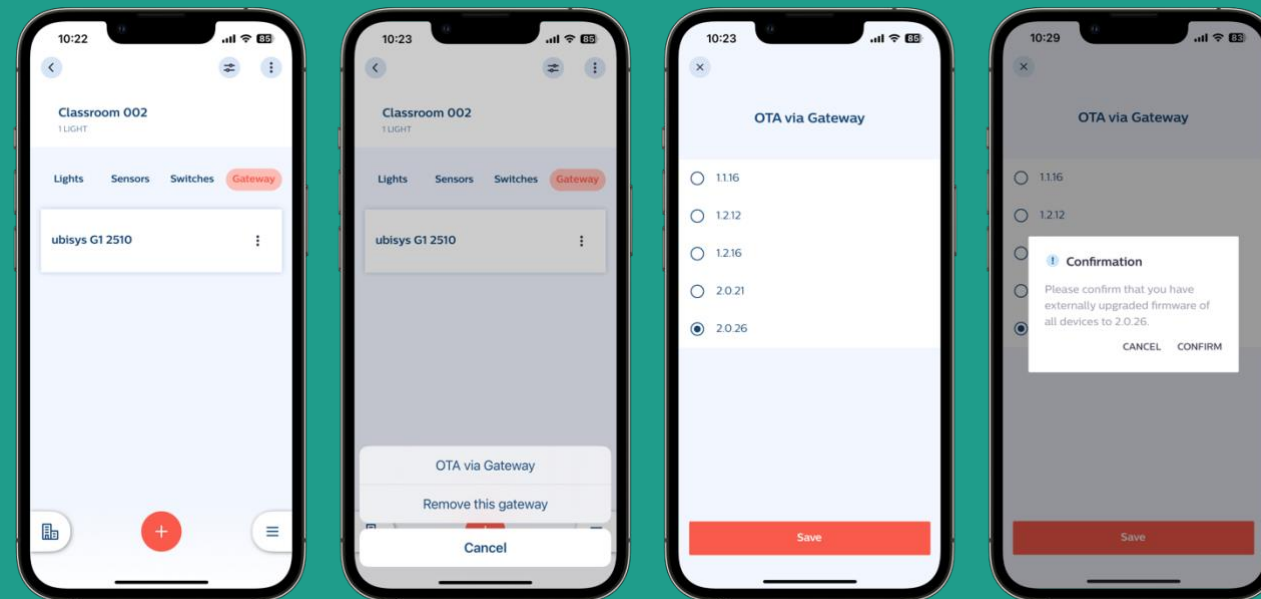 10:22
85
Classroom 002
1 LIGHT
Lights Sensors Switches Gateway
ubisys G1 2510
10:23
85
Classroom 002
1 LIGHT
Lights Sensors Switches Gateway
ubisys G1 2510
OTA via Gateway
Remove this gateway
Cancel
10:23
85
OTA via Gateway
1.1.16
1.2.12
1.2.16
2.0.21
2.0.26
Save
10:29
83
OTA via Gateway
1.1.16
1.2.12
Confirmation
Please confirm that you have
externally upgraded firmware of
all devices to 2.0.26.
CANCEL CONFIRM
Save